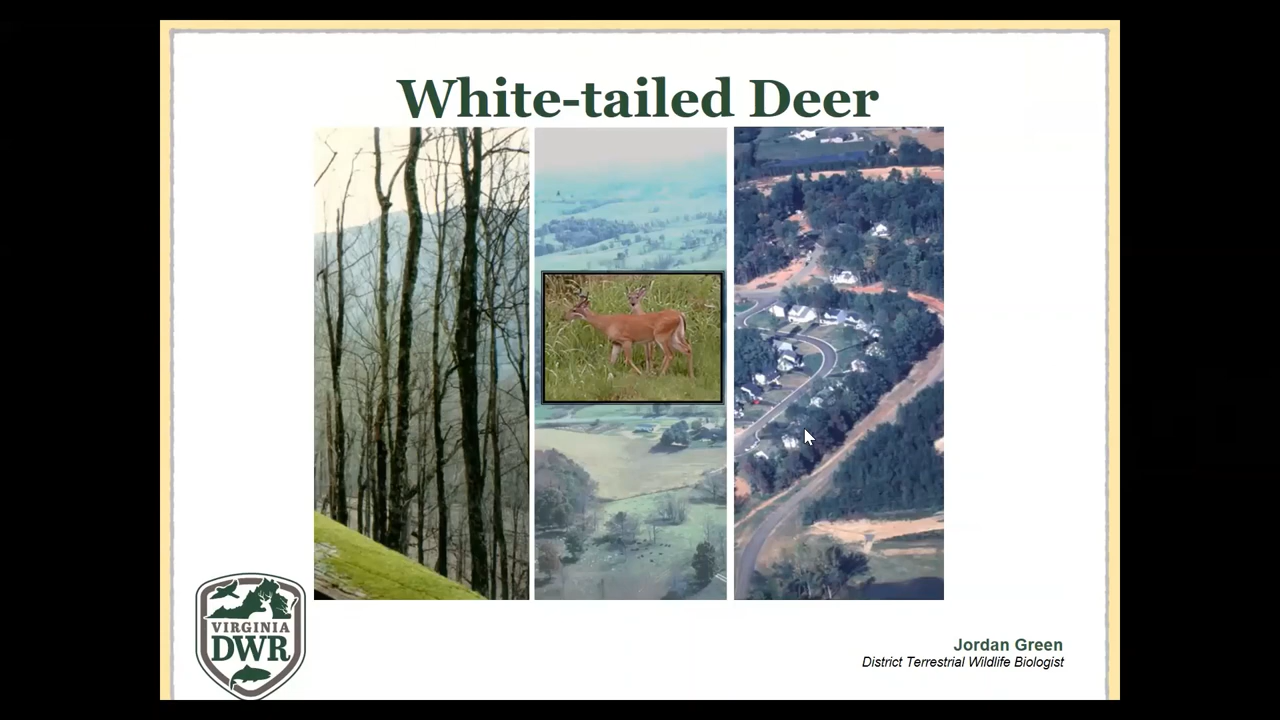 White-tailed Deer
VIRGINIA
DWR
Jordan Green
District Terrestrial Wildlife Biologist